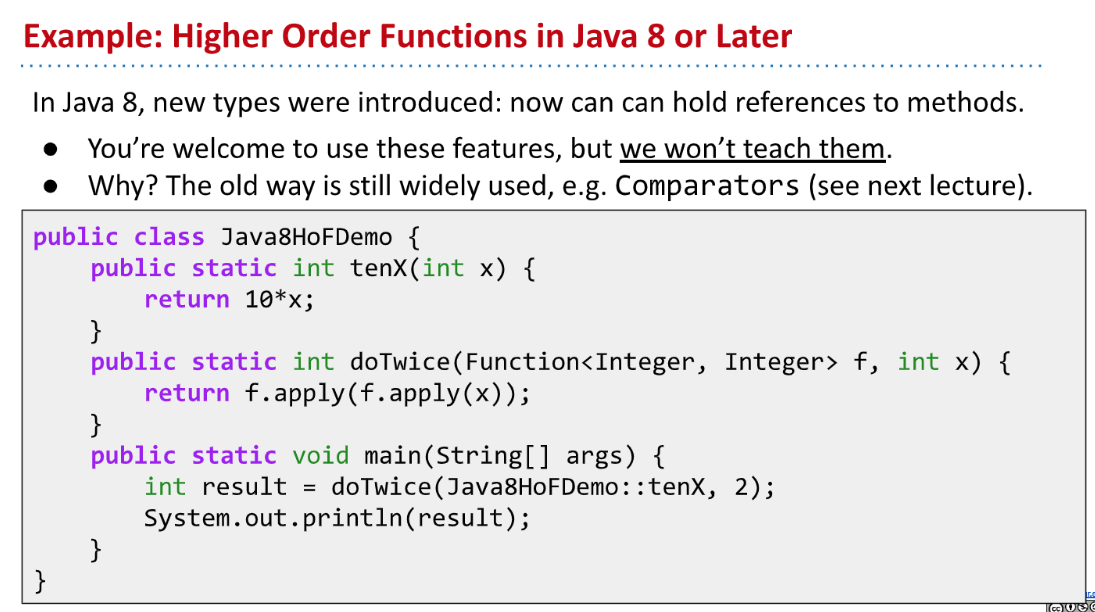 Example: Higher Order Functions in Java 8 or Later
In Java 8, new types were introduced: now can can hold references to methods.
● You’re welcome to use these features, but we won’t teach them.
● Why? The old way is still widely used, e.g. Comparators (see next lecture).
public class Java8HoFDemo {
    public static int tenX(int x) {
        return 10*x;
    }
    public static int doTwice(Function<Integer, Integer> f, int x) {
        return f.apply(f.apply(x));
    }
    public static void main(String[] args) {
        int result = doTwice(Java8HoFDemo::tenX, 2);
        System.out.println(result);
    }
}